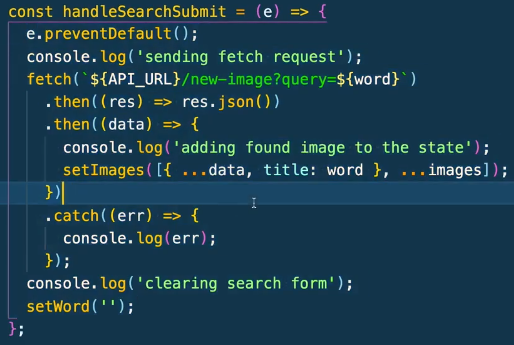 const handleSearchSubmit = (e) => {
e.preventDefault();
console.log('sending fetch request');
fetch(`${API_URL}/new-image?query=${word}`)
.then((res) => res.json())
.then((data) => {
console.log('adding found image to the state');
setImages([{ ...data, title: word }, ...images]);
})
.catch((err) => {
console.log(err);
});
console.log('clearing search form');
setWord('');
};